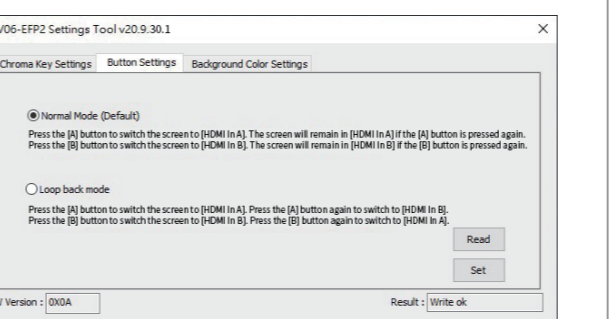 V06-EFP2 Settings Tool v20.9.30.1
Chroma Key Settings Button Settings Background Color Settings
Normal Mode (Default)
Press the [A] button to switch the screen to [HDMI In A]. The screen will remain in [HDMI In A] if the [A] button is pressed again.
Press the [B] button to switch the screen to [HDMI In B]. The screen will remain in [HDMI In B] if the [B] button is pressed again.
Loop back mode
Press the [A] button to switch the screen to [HDMI In A]. Press the [A] button again to switch to [HDMI In B].
Press the [B] button to switch the screen to [HDMI In B]. Press the [B] button again to switch to [HDMI In A].
Read
Set
Version : 0X0A Result : Write ok